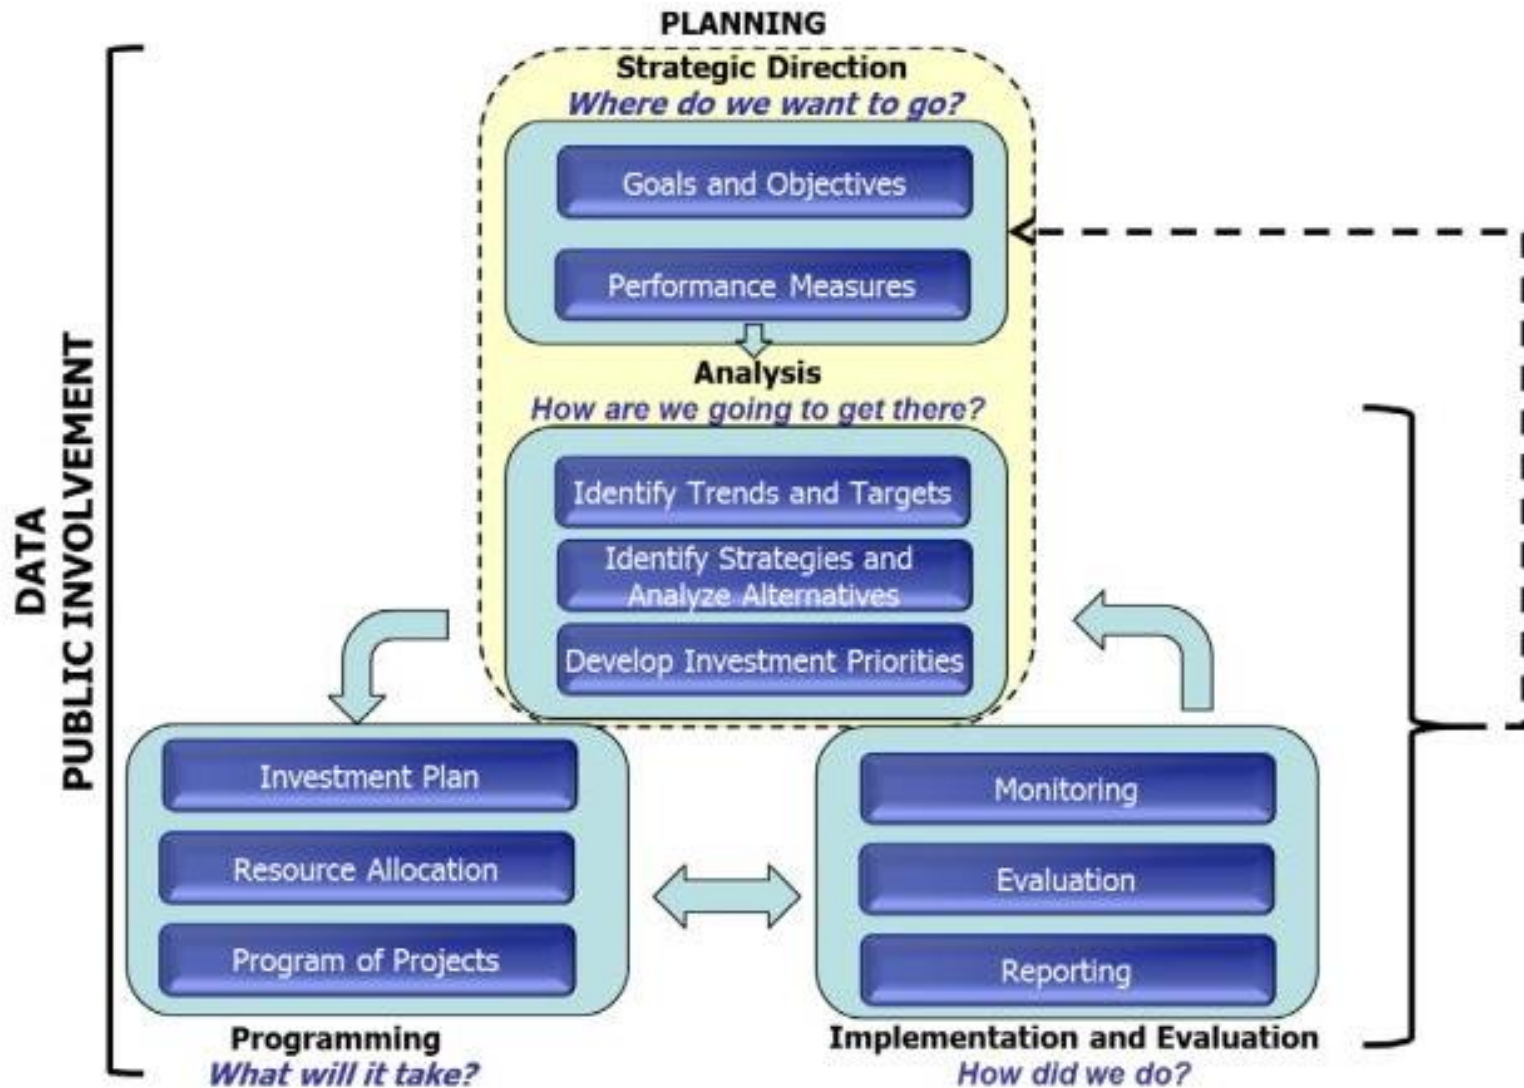 PLANNING
Strategic Direction
Where do we want to go?
Goals and Objectives
Performance Measures
Analysis
How are we going to get there?
Identify Trends and Targets
Identify Strategies and
Analyze Alternatives
Develop Investment Priorities
DATA
PUBLIC INVOLVEMENT
Investment Plan
Resource Allocation
Program of Projects
Programming
What will it take?
Monitoring
Evaluation
Reporting
Implementation and Evaluation
How did we do?